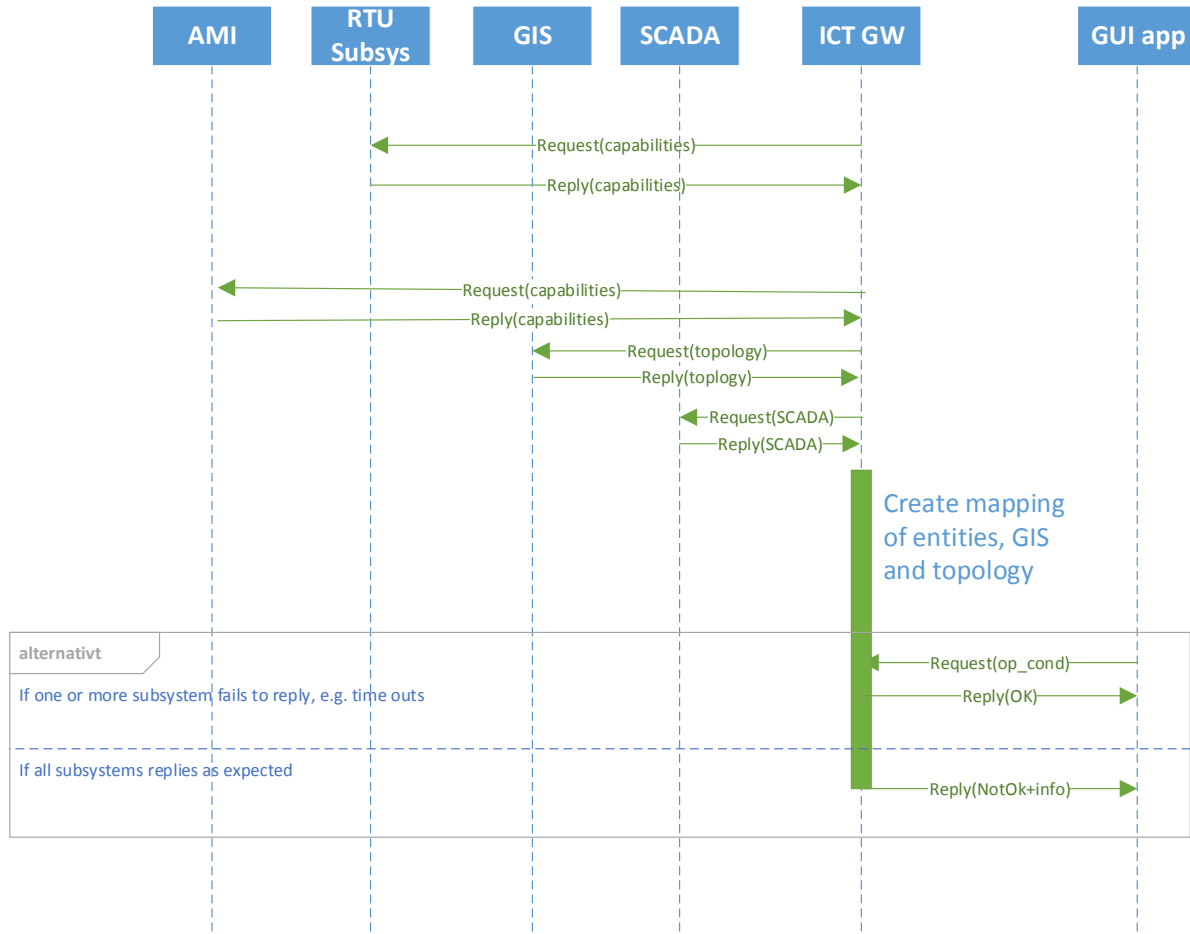 AMI
RTU
Subsys
GIS
SCADA
ICT GW
GUI app
Request(capabilities)
Reply(capabilities)
Request(capabilities)
Reply(capabilities)
Request(topology)
Reply(toplogy)
Request(SCADA)
Reply(SCADA)
Create mapping
of entities, GIS
and topology
alternativt
Request(op_cond)
If one or more subsystem fails to reply, e.g. time outs
Reply(OK)
If all subsystems replies as expected
Reply(NotOk+info)